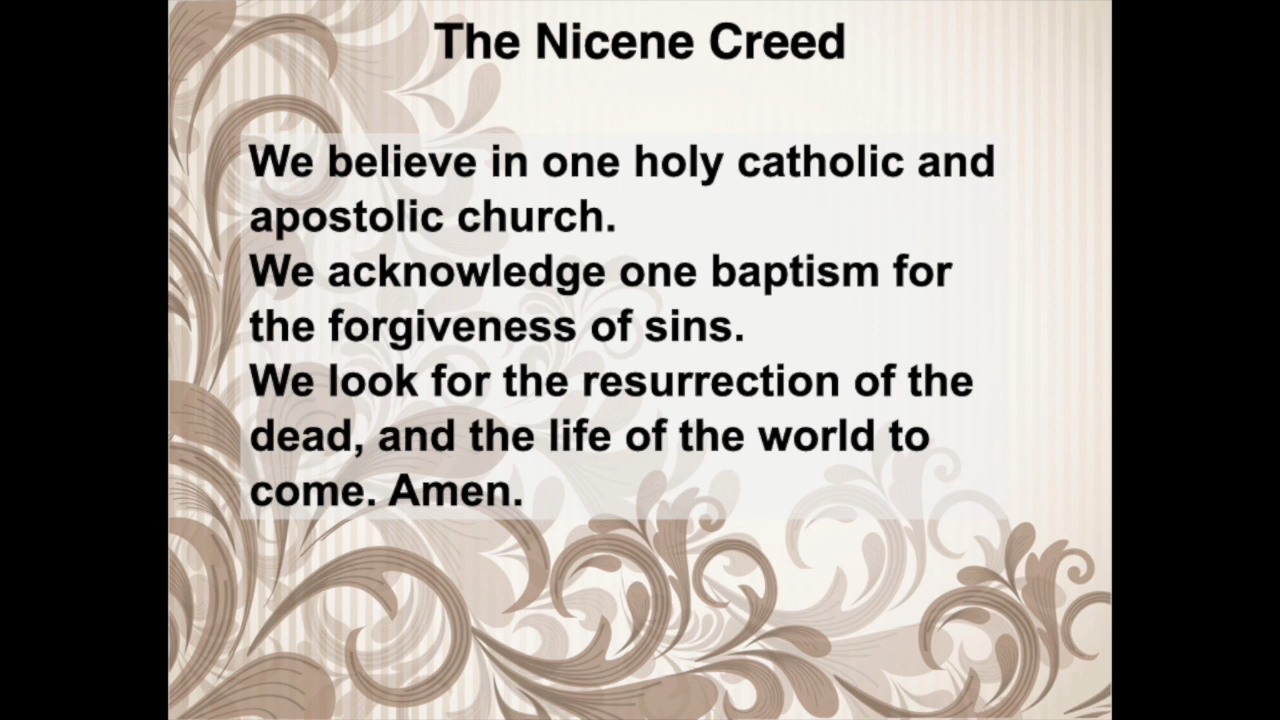 The Nicene Creed
We believe in one holy catholic and
apostolic church.
We acknowledge one baptism for
the forgiveness of sins.
We look for the resurrection of the
dead, and the life of the world to
come. Amen.